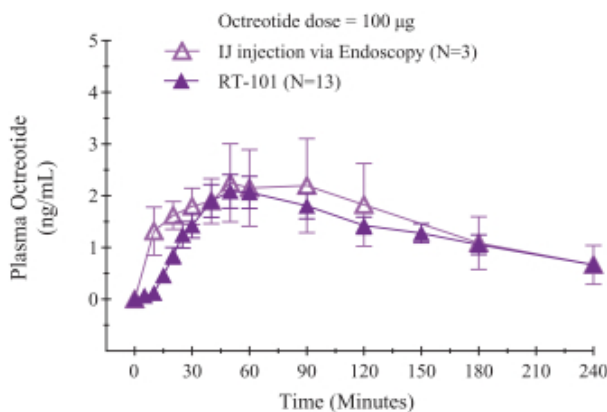 Octreotide dose = 100 μg
IJ injection via Endoscopy (N=3)
RT-101 (N=13)
Plasma Octreotide
(ng/mL)
5
4
3
2
1
0
0 30 60 90 120 150 180 210 240
Time (Minutes)